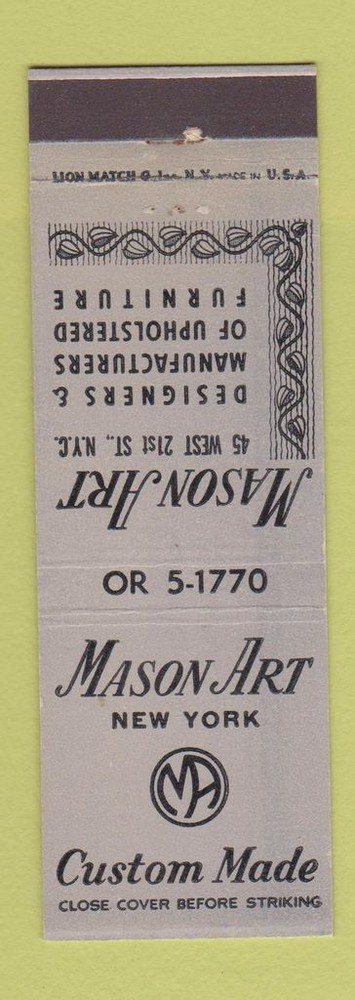 LION MATCH Co. Inc. N.Y. MADE IN U.S.A.
MASON ART
45 WEST 21st ST., N.Y.C.
DESIGNERS &
MANUFACTURERS
OF UPHOLSTERED
FURNITURE
OR 5-1770
MASON ART
NEW YORK
MA
Custom Made
CLOSE COVER BEFORE STRIKING